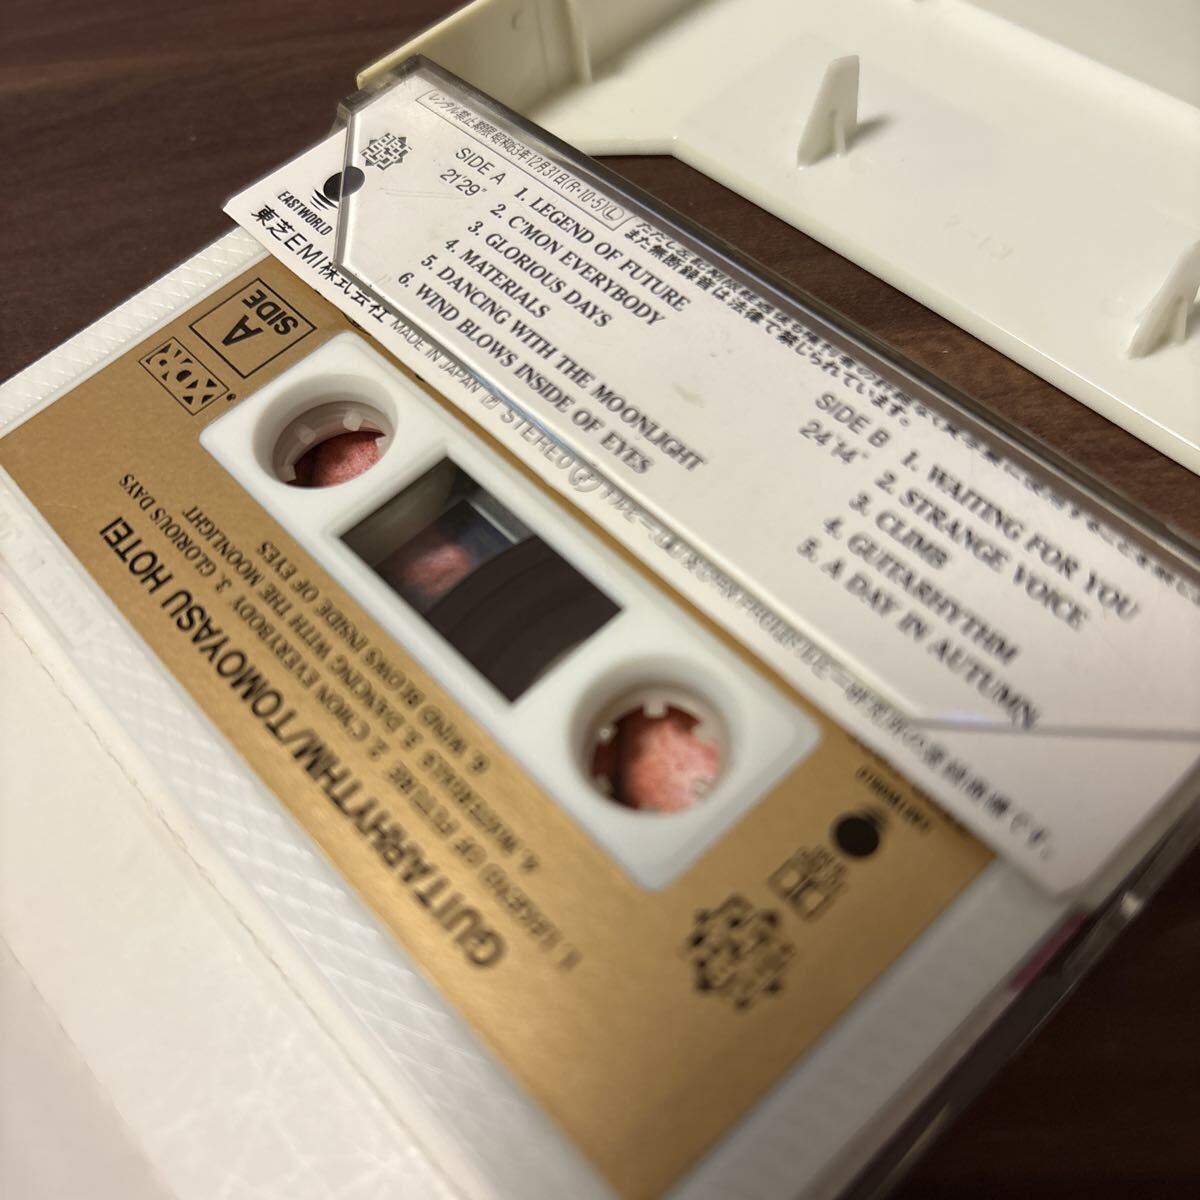 レンタル禁止期限 昭和63年12月31日(R・10・5)Ⓛ
また無断録音は法律で禁じられています。
EASTWORLD
東芝EMI株式会社
MADE IN JAPAN
STEREO
SIDE A
21'29"
1. LEGEND OF FUTURE
2. C'MON EVERYBODY
3. GLORIOUS DAYS
4. MATERIALS
5. DANCING WITH THE MOONLIGHT
6. WIND BLOWS INSIDE OF EYES
SIDE B
24'14"
1. WAITING FOR YOU
2. STRANGE VOICE
3. CLIMB
4. GUITARHYTHM
5. A DAY IN AUTUMN
A
SIDE
XDR
GUITARHYTHM/TOMOYASU HOTEI
1. LEGEND OF FUTURE 2. C'MON EVERYBODY 3. GLORIOUS DAYS
4. MATERIALS 5. DANCING WITH THE MOONLIGHT
6. WIND BLOWS INSIDE OF EYES